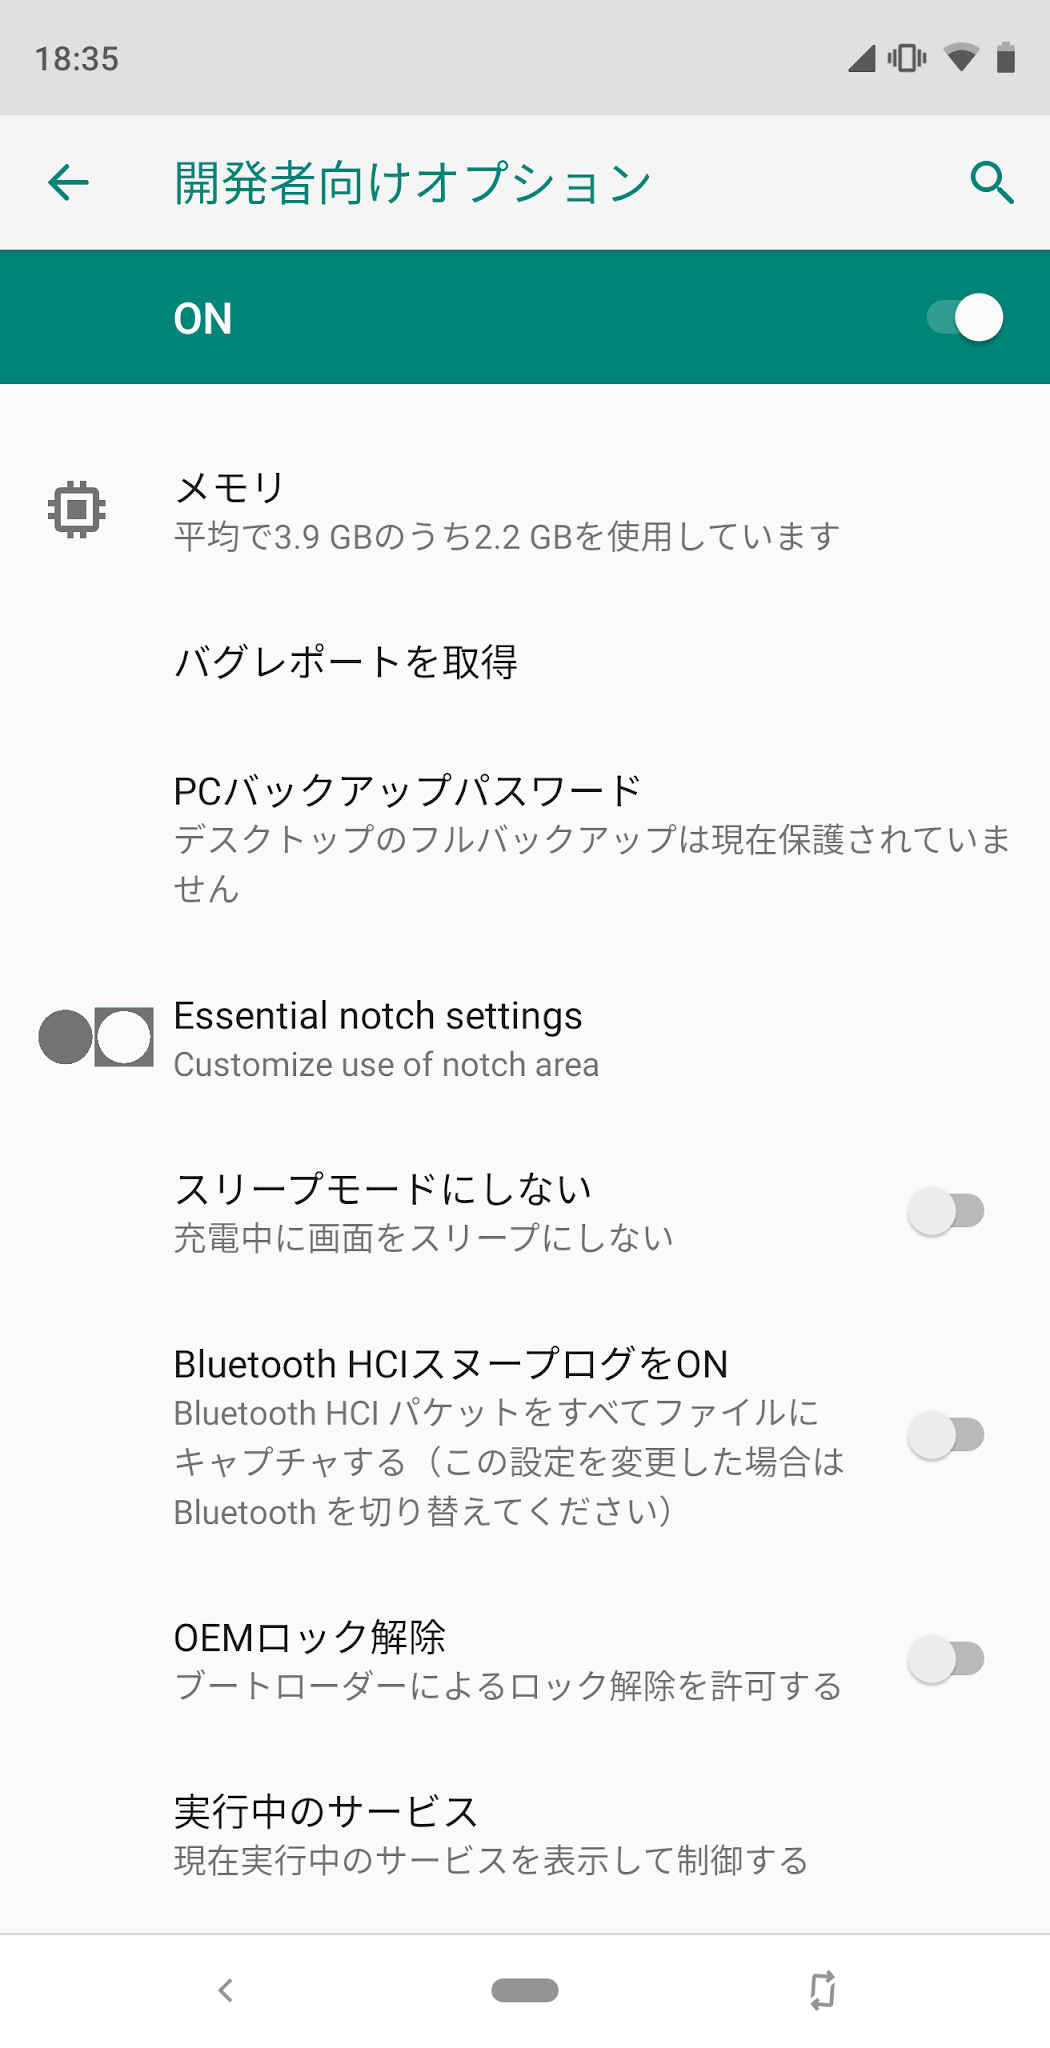 18:35
開発者向けオプション
ON
メモリ
平均で3.9 GBのうち2.2 GBを使用しています
バグレポートを取得
PCバックアップパスワード
デスクトップのフルバックアップは現在保護されていま
せん
Essential notch settings
Customize use of notch area
スリープモードにしない
充電中に画面をスリープにしない
Bluetooth HCIスヌープログをON
Bluetooth HCI パケットをすべてファイルに
キャプチャする（この設定を変更した場合は
Bluetooth を切り替えてください）
OEMロック解除
ブートローダーによるロック解除を許可する
実行中のサービス
現在実行中のサービスを表示して制御する